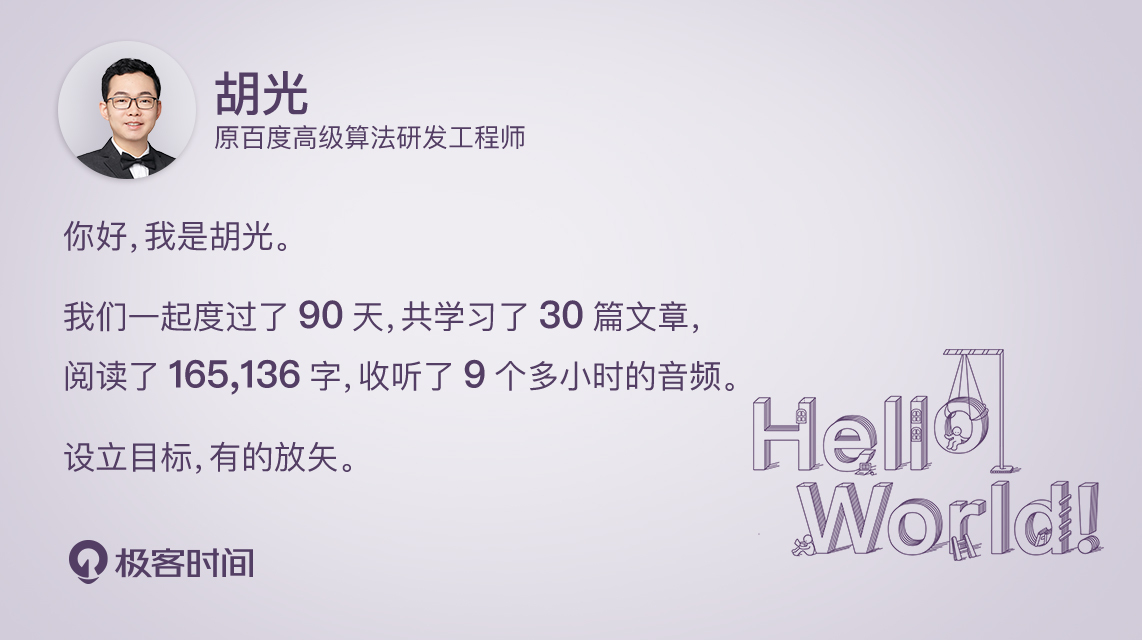 胡光
原百度高级算法研发工程师
你好，我是胡光。
我们一起度过了 90 天，共学习了 30 篇文章，
阅读了 165,136 字，收听了 9 个多小时的音频。
设立目标，有的放矢。
Hello
World!
极客时间